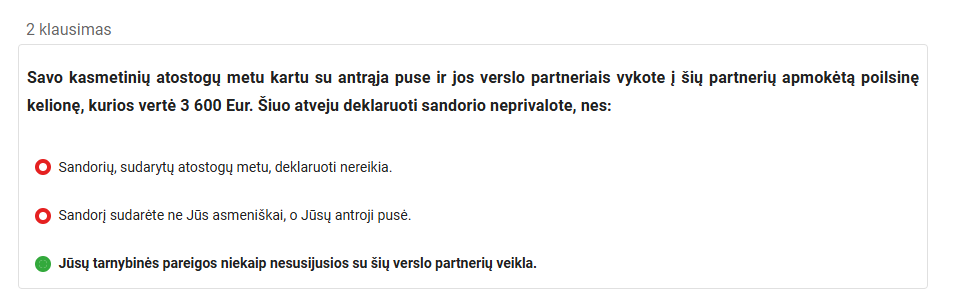 2 klausimas
Savo kasmetinių atostogų metu kartu su antrąja puse ir jos verslo partneriais vykote į šių partnerių apmokėtą poilsinę
kelionę, kurios vertė 3 600 Eur. Šiuo atveju deklaruoti sandorio neprivalote, nes:
Sandorių, sudarytų atostogų metu, deklaruoti nereikia.
Sandorį sudarėte ne Jūs asmeniškai, o Jūsų antroji pusė.
Jūsų tarnybinės pareigos niekaip nesusijusios su šių verslo partnerių veikla.